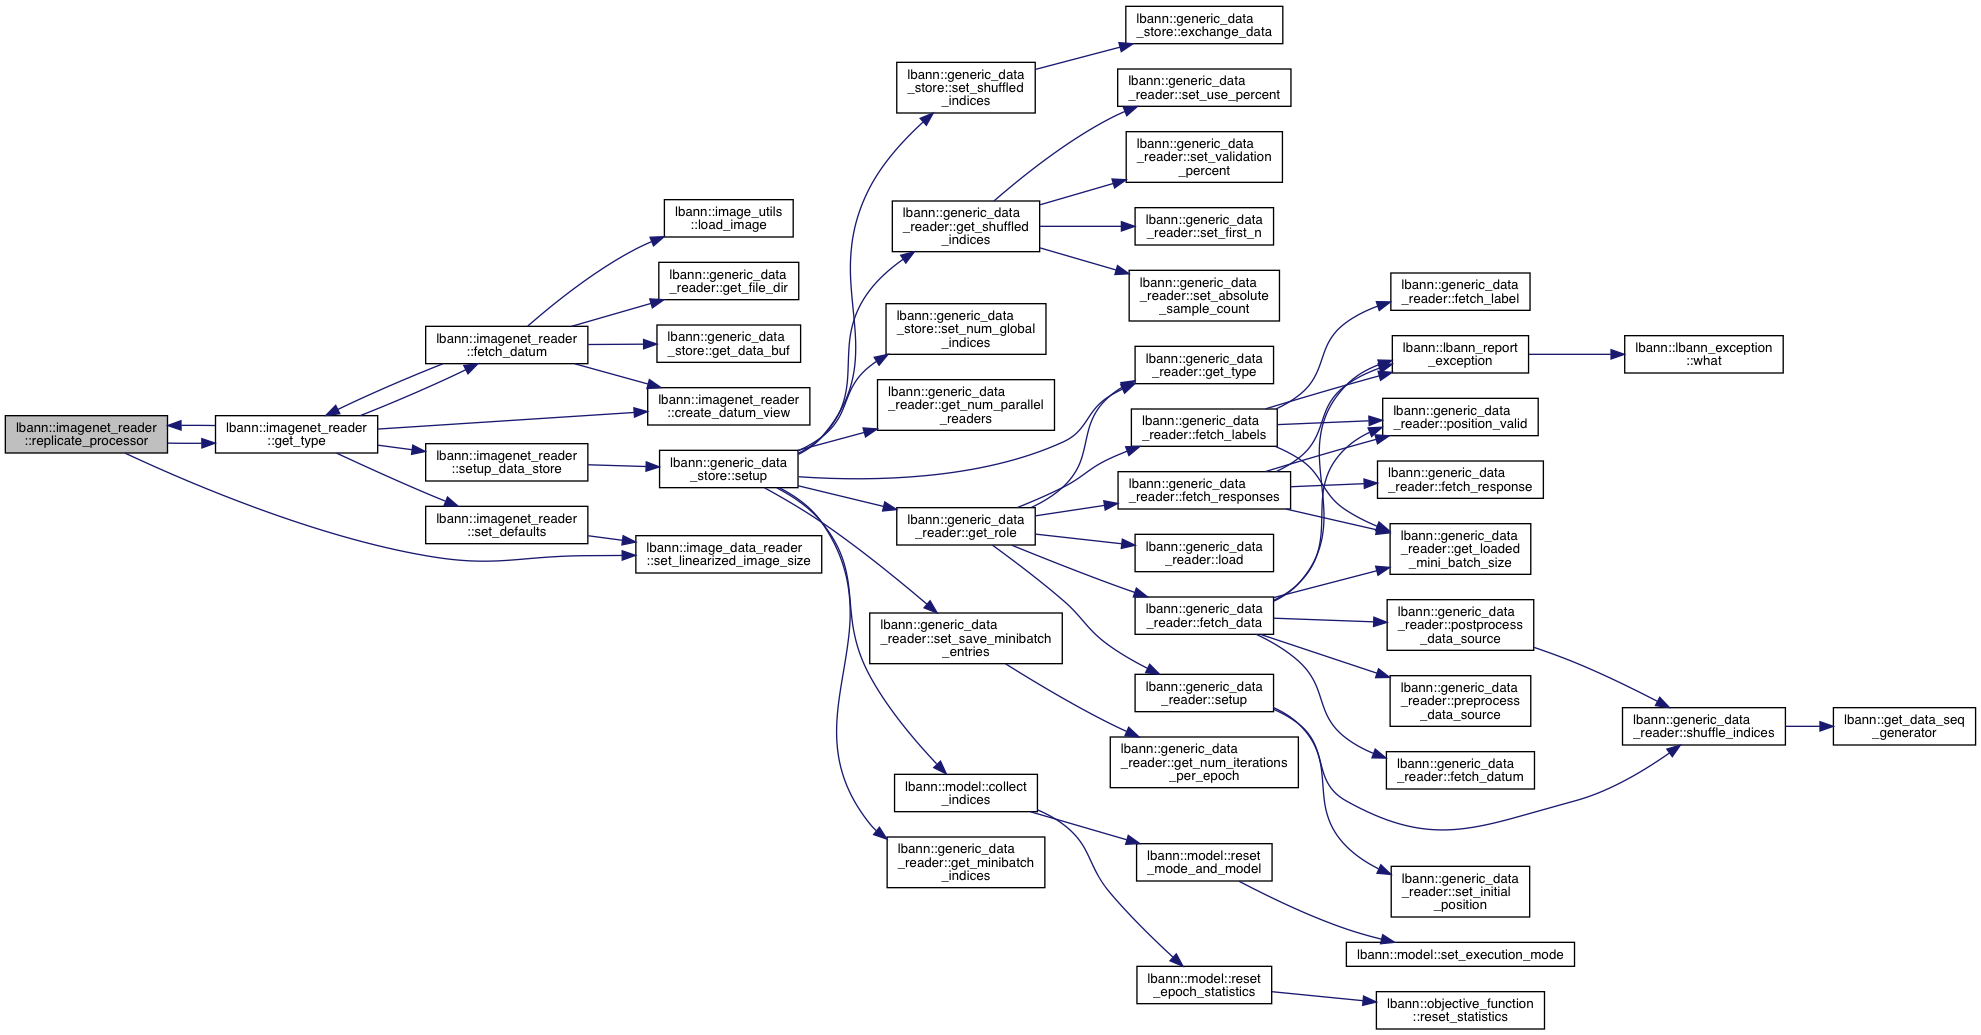 lbann::imagenet_reader
::replicate_processor
lbann::imagenet_reader
::get_type
lbann::imagenet_reader
::fetch_datum
lbann::imagenet_reader
::setup_data_store
lbann::imagenet_reader
::set_defaults
lbann::image_utils
::load_image
lbann::generic_data
_reader::get_file_dir
lbann::generic_data
_store::get_data_buf
lbann::imagenet_reader
::create_datum_view
lbann::generic_data
_store::setup
lbann::image_data_reader
::set_linearized_image_size
lbann::generic_data
_store::set_shuffled
_indices
lbann::generic_data
_reader::get_shuffled
_indices
lbann::generic_data
_store::set_num_global
_indices
lbann::generic_data
_reader::get_num_parallel
_readers
lbann::generic_data
_reader::get_role
lbann::generic_data
_reader::set_save_minibatch
_entries
lbann::model::collect
_indices
lbann::generic_data
_reader::get_minibatch
_indices
lbann::generic_data
_store::exchange_data
lbann::generic_data
_reader::set_use_percent
lbann::generic_data
_reader::set_validation
_percent
lbann::generic_data
_reader::set_first_n
lbann::generic_data
_reader::set_absolute
_sample_count
lbann::generic_data
_reader::get_type
lbann::generic_data
_reader::fetch_labels
lbann::generic_data
_reader::fetch_responses
lbann::generic_data
_reader::load
lbann::generic_data
_reader::fetch_data
lbann::generic_data
_reader::setup
lbann::generic_data
_reader::get_num_iterations
_per_epoch
lbann::model::reset
_mode_and_model
lbann::model::reset
_epoch_statistics
lbann::generic_data
_reader::fetch_label
lbann::lbann_report
_exception
lbann::generic_data
_reader::position_valid
lbann::generic_data
_reader::fetch_response
lbann::generic_data
_reader::get_loaded
_mini_batch_size
lbann::generic_data
_reader::postprocess
_data_source
lbann::generic_data
_reader::preprocess
_data_source
lbann::generic_data
_reader::fetch_datum
lbann::generic_data
_reader::set_initial
_position
lbann::model::set_execution_mode
lbann::objective_function
::reset_statistics
lbann::lbann_exception
::what
lbann::generic_data
_reader::shuffle_indices
lbann::get_data_seq
_generator